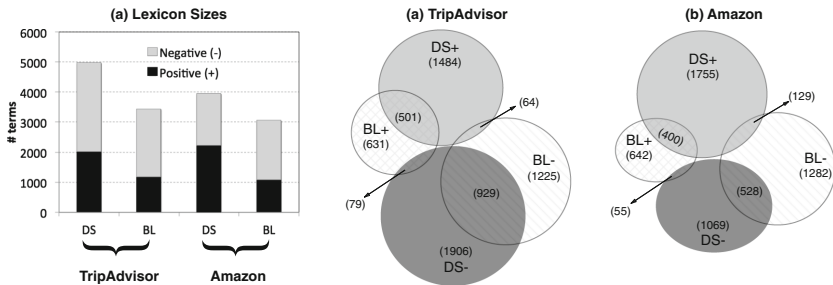 (a) Lexicon Sizes
6000
5000
4000
3000
2000
1000
0
# terms
Negative (-)
Positive (+)
DS
BL
DS
BL
TripAdvisor
Amazon
(a) TripAdvisor
DS+
(1484)
(64)
(501)
BL+
(631)
BL-
(1225)
(929)
(79)
(1906)
DS-
(b) Amazon
DS+
(1755)
(129)
(400)
BL+
(642)
BL-
(1282)
(528)
(55)
(1069)
DS-